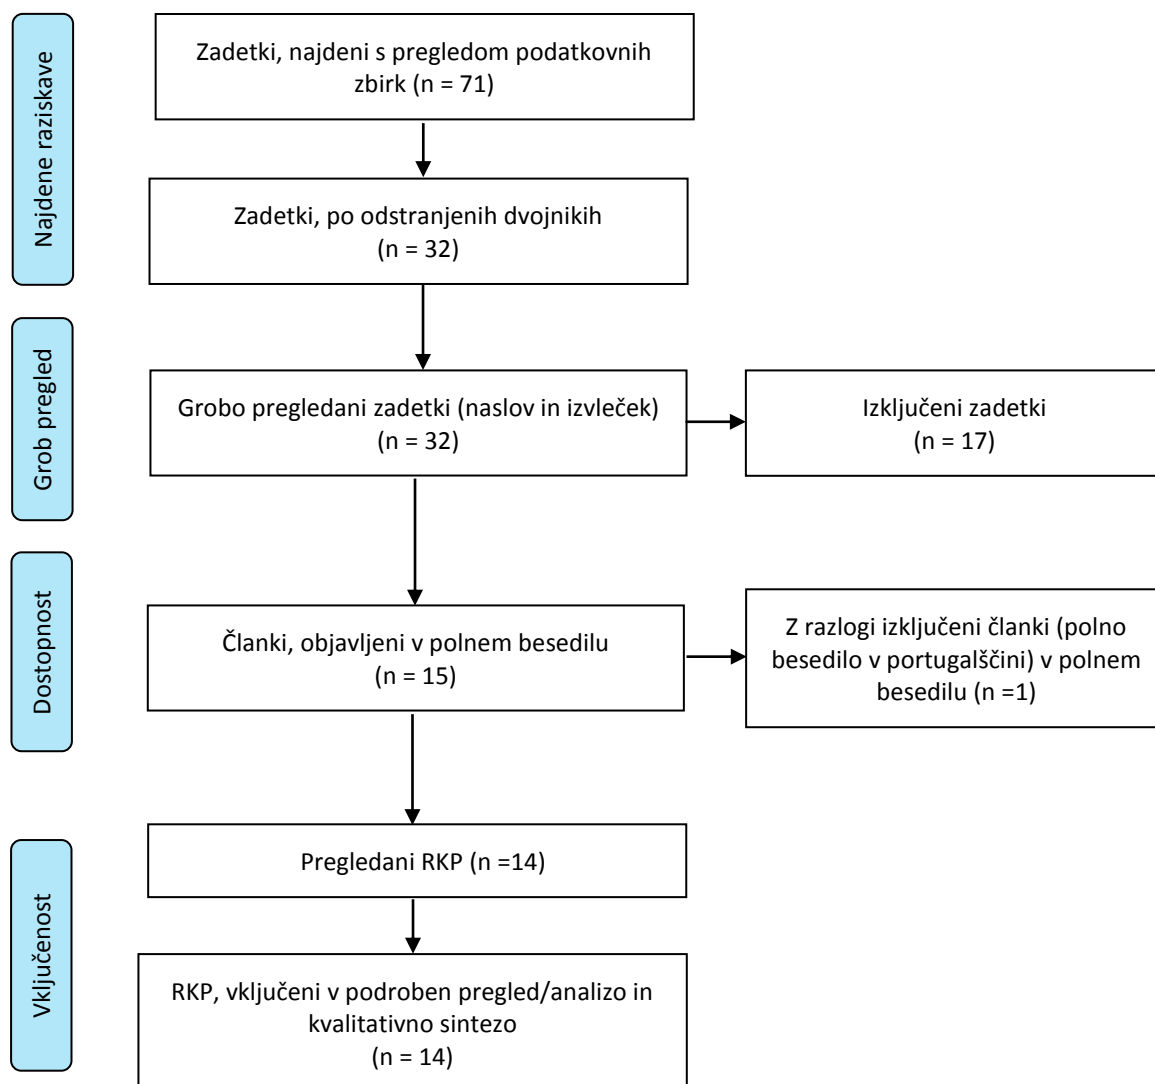 Najdene raziskave
Zadetki, najdeni s pregledom podatkovnih
zbirk (n = 71)
Zadetki, po odstranjenih dvojnikih
(n = 32)
Grob pregled
Grobo pregledani zadetki (naslov in izvleček)
(n = 32)
Izključeni zadetki
(n = 17)
Dostopnost
Članki, objavljeni v polnem besedilu
(n = 15)
Z razlogi izključeni članki (polno
besedilo v portugalščini) v polnem
besedilu (n =1)
Vključenost
Pregledani RKP (n =14)
RKP, vključeni v podroben pregled/analizo in
kvalitativno sintezo
(n = 14)